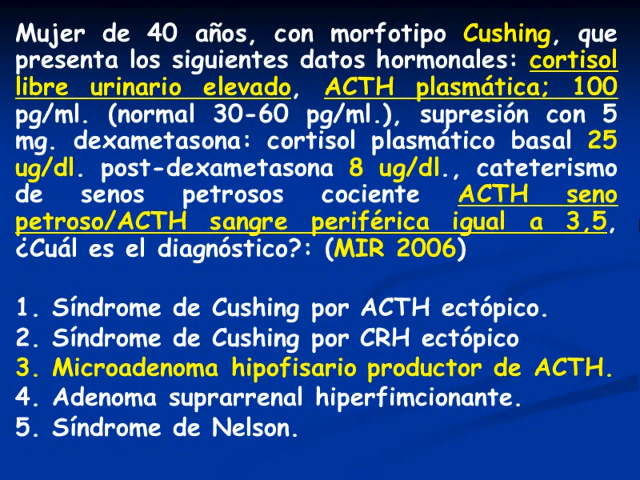 Mujer de 40 años, con morfotipo Cushing, que
presenta los siguientes datos hormonales: cortisol
libre urinario elevado, ACTH plasmática; 100
pg/ml. (normal 30-60 pg/ml.), supresión con 5
mg. dexametasona: cortisol plasmático basal 25
ug/dl. post-dexametasona 8 ug/dl., cateterismo
de senos petrosos cociente ACTH seno
petroso/ACTH sangre periférica igual a 3,5,
¿Cuál es el diagnóstico?: (MIR 2006)
1. Síndrome de Cushing por ACTH ectópico.
2. Síndrome de Cushing por CRH ectópico
3. Microadenoma hipofisario productor de ACTH.
4. Adenoma suprarrenal hiperfimcionante.
5. Síndrome de Nelson.